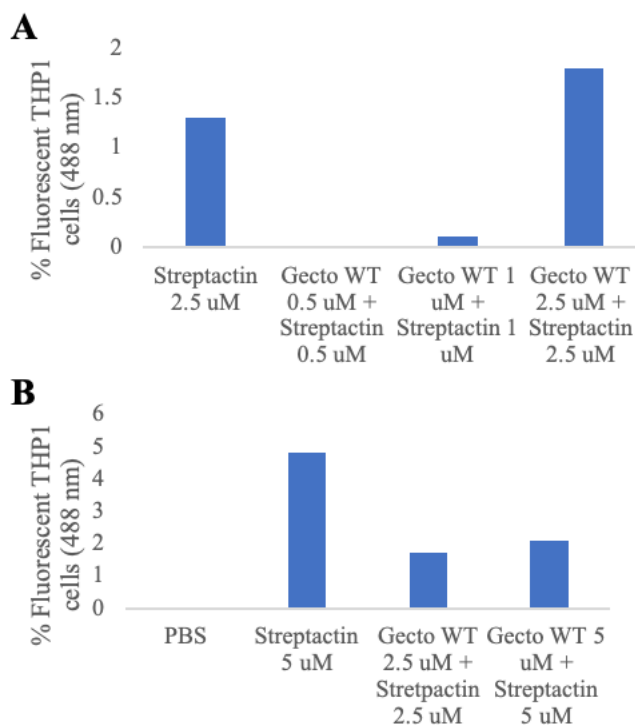 A
% Fluorescent THP1
cells (488 nm)
2
1.5
1
0.5
0
Streptactin
2.5 uM
Gecto WT
0.5 uM +
Streptactin
0.5 uM
Gecto WT 1
uM +
Streptactin 1
uM
Gecto WT
2.5 uM +
Streptactin
2.5 uM
B
% Fluorescent THP1
cells (488 nm)
6
5
4
3
2
1
0
PBS
Streptactin
5 uM
Gecto WT
2.5 uM +
Stretpactin
2.5 uM
Gecto WT 5
uM +
Streptactin
5 uM